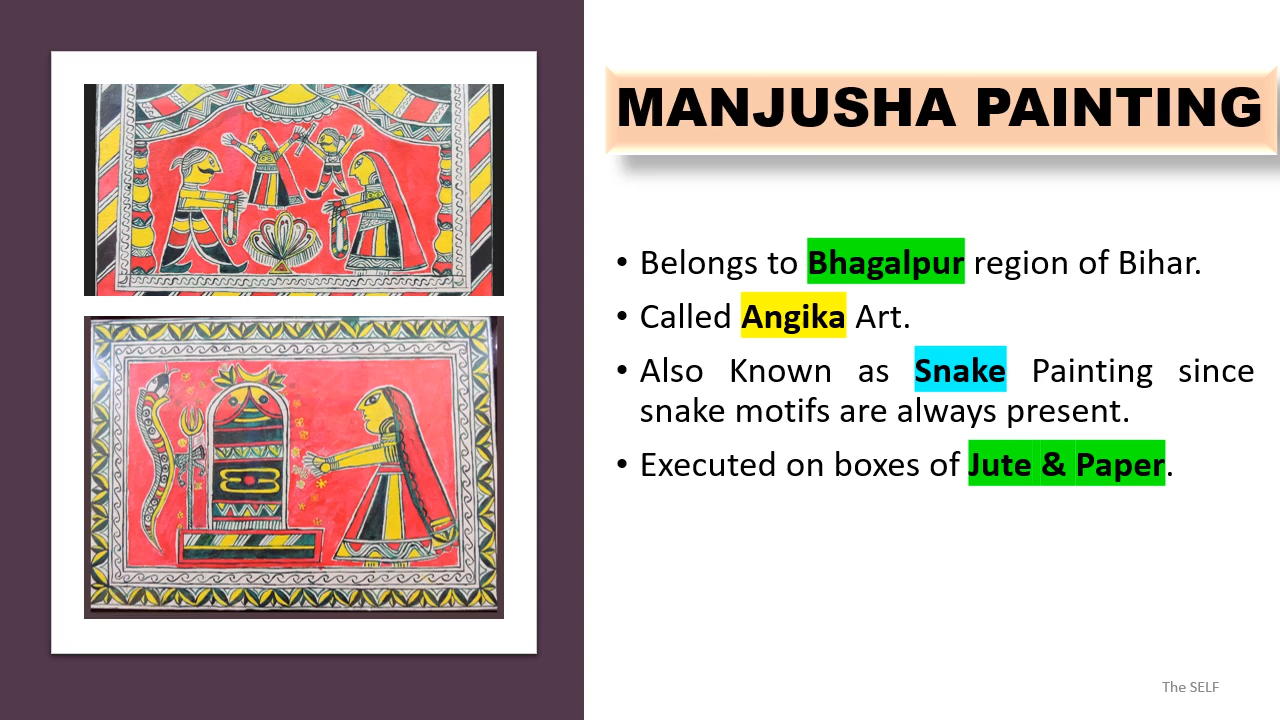 MANJUSHA PAINTING
• Belongs to Bhagalpur region of Bihar.
• Called Angika Art.
• Also Known as Snake Painting since
snake motifs are always present.
• Executed on boxes of Jute & Paper.
The SELF